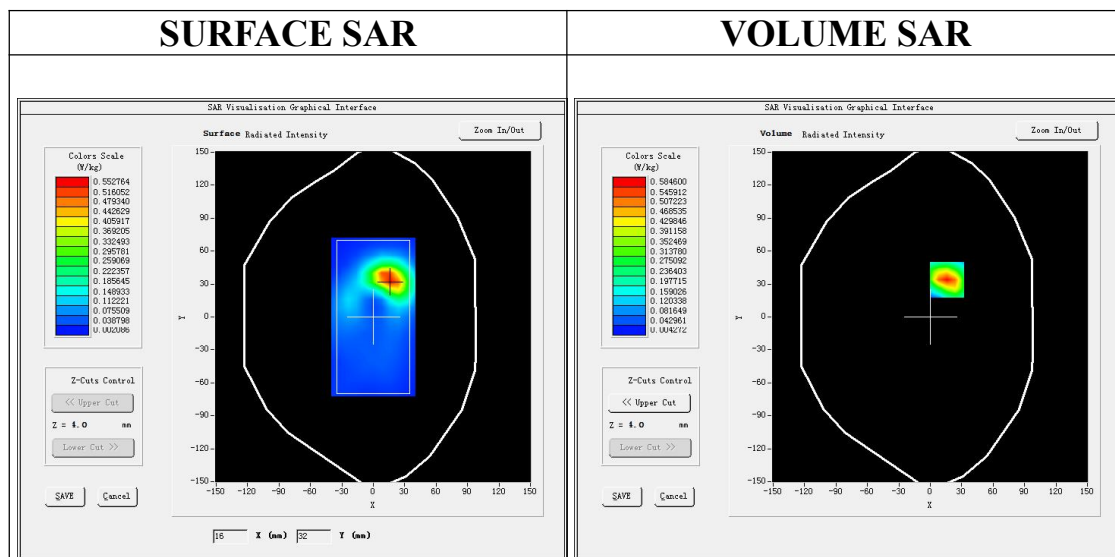 SURFACE SAR
VOLUME SAR
SAR Visualisation Graphical Interface
Surface Radiated Intensity
Zoom In/Out
Colors Scale
(W/kg)
0.552764
0.516052
0.479340
0.442629
0.405917
0.369205
0.332493
0.295781
0.259069
0.222357
0.185645
0.148933
0.112221
0.075509
0.038798
0.002086
150
120
90
60
30
0
-30
-60
-90
-120
-150
Y
-150 -120 -90 -60 -30 0 30 60 90 120 150
X
Z-Cuts Control
<< Upper Cut
Z = 4.0 mm
Lower Cut >>
SAVE Cancel
16 X (mm) 32 Y (mm)
SAR Visualisation Graphical Interface
Volume Radiated Intensity
Zoom In/Out
Colors Scale
(W/kg)
0.584600
0.545912
0.507223
0.468535
0.429846
0.391158
0.352469
0.313780
0.275092
0.236403
0.197715
0.159026
0.120338
0.081649
0.042961
0.004272
150
120
90
60
30
0
-30
-60
-90
-120
-150
Y
-150 -120 -90 -60 -30 0 30 60 90 120 150
X
Z-Cuts Control
<< Upper Cut
Z = 4.0 mm
Lower Cut >>
SAVE Cancel